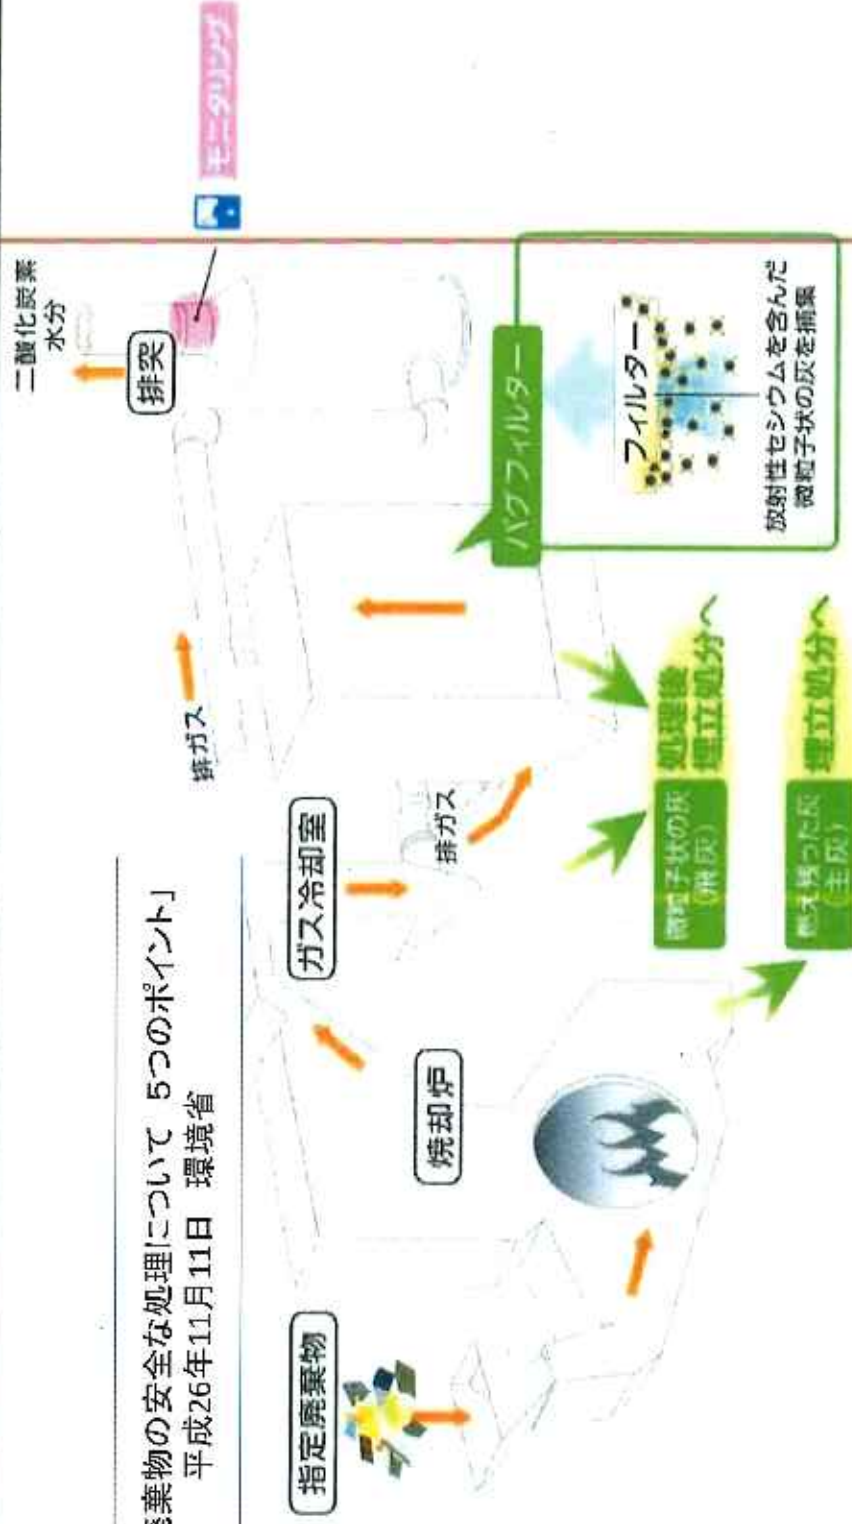 棄物の安全な処理について 5つのポイント」
平成26年11月11日 環境省
指定廃棄物
焼却炉
ガス冷却室
排ガス
排ガス
二酸化炭素
水分
排突
モニタリング
バグフィルター
フィルター
放射性セシウムを含んだ
微粒子状の灰を捕集
微粒子状の灰
(飛灰)
処理後
埋立処分へ
燃え残った灰
(主灰)
埋立処分へ